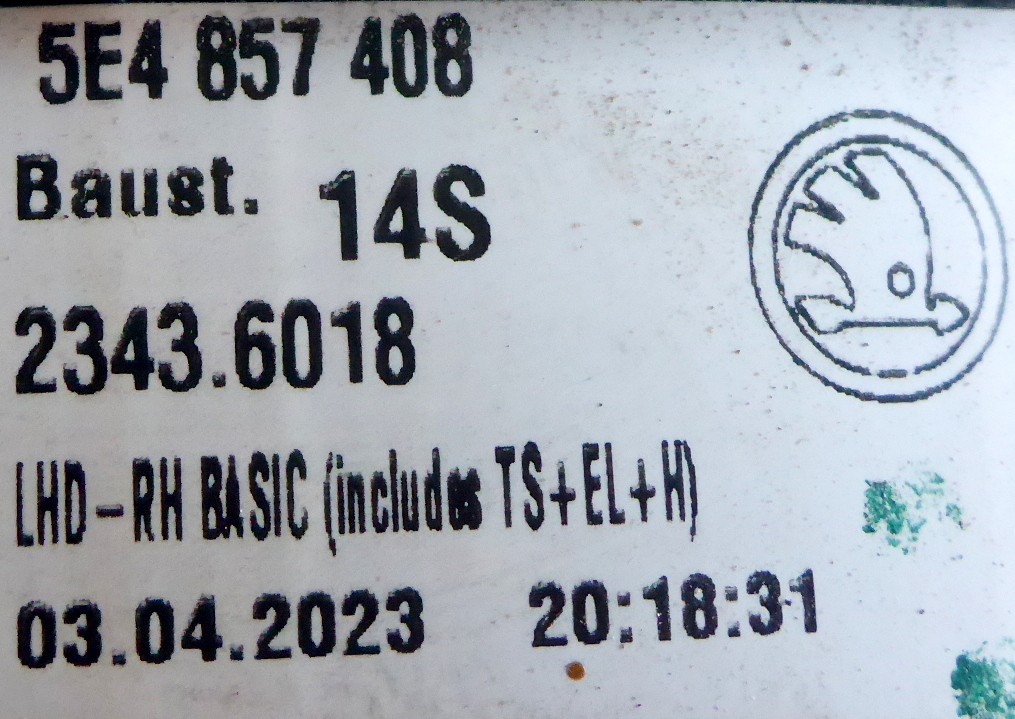 5E4 857 408
Baust. 14S
2343.6018
LHD-RH BASIC (includes TS+EL+H)
03.04.2023 20:18:31